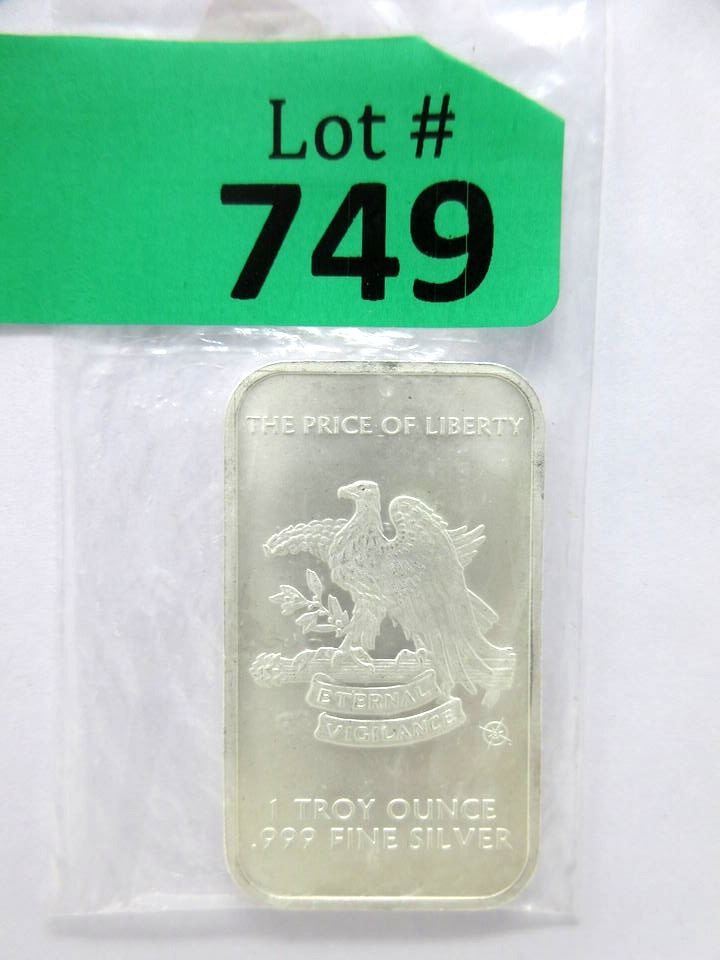 Lot #
749
THE PRICE OF LIBERTY
ETERNAL
VIGILANCE
1 TROY OUNCE
.999 FINE SILVER